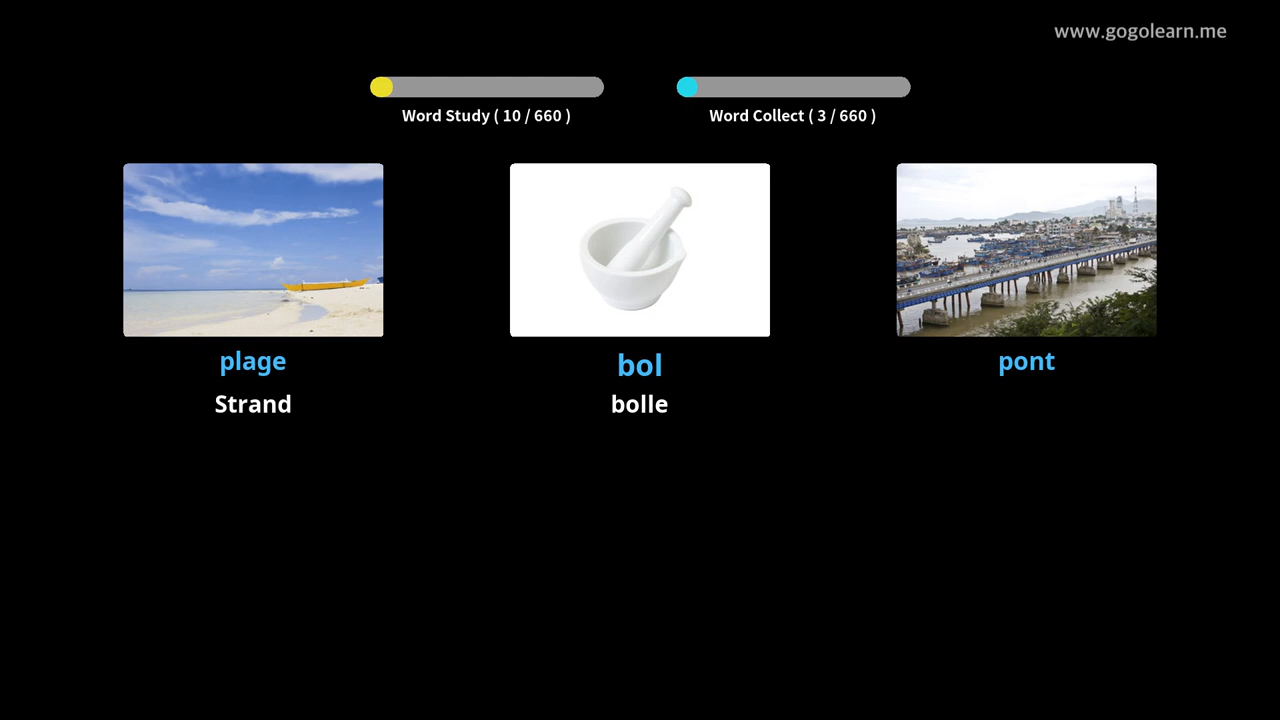 www.gogolearn.me
Word Study ( 10 / 660 )
Word Collect ( 3 / 660 )
plage
bol
pont
Strand
bolle